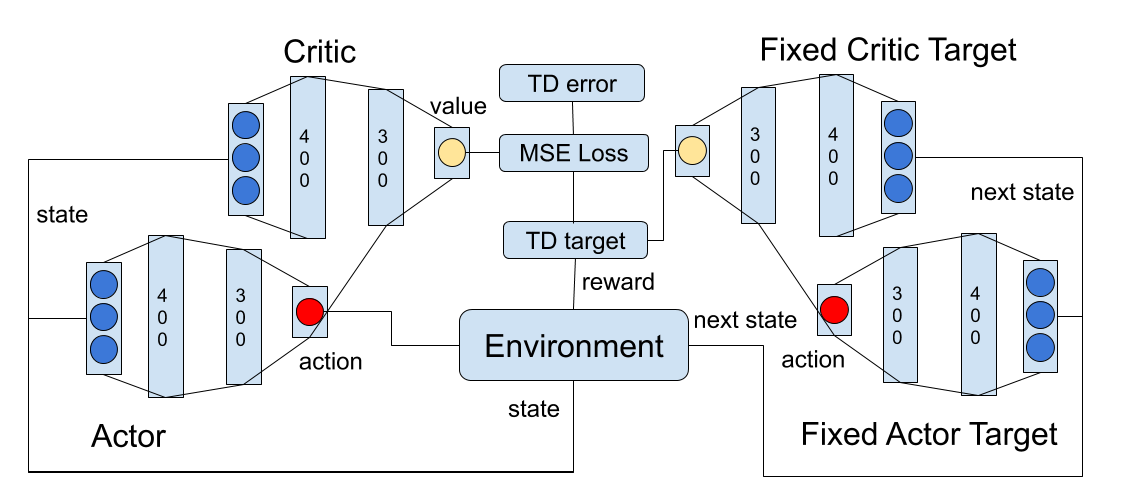 Critic
Fixed Critic Target
TD error
value
400
300
MSE Loss
300
400
state
next state
TD target
reward
400
300
300
400
Environment
next state
action
action
state
Actor
Fixed Actor Target